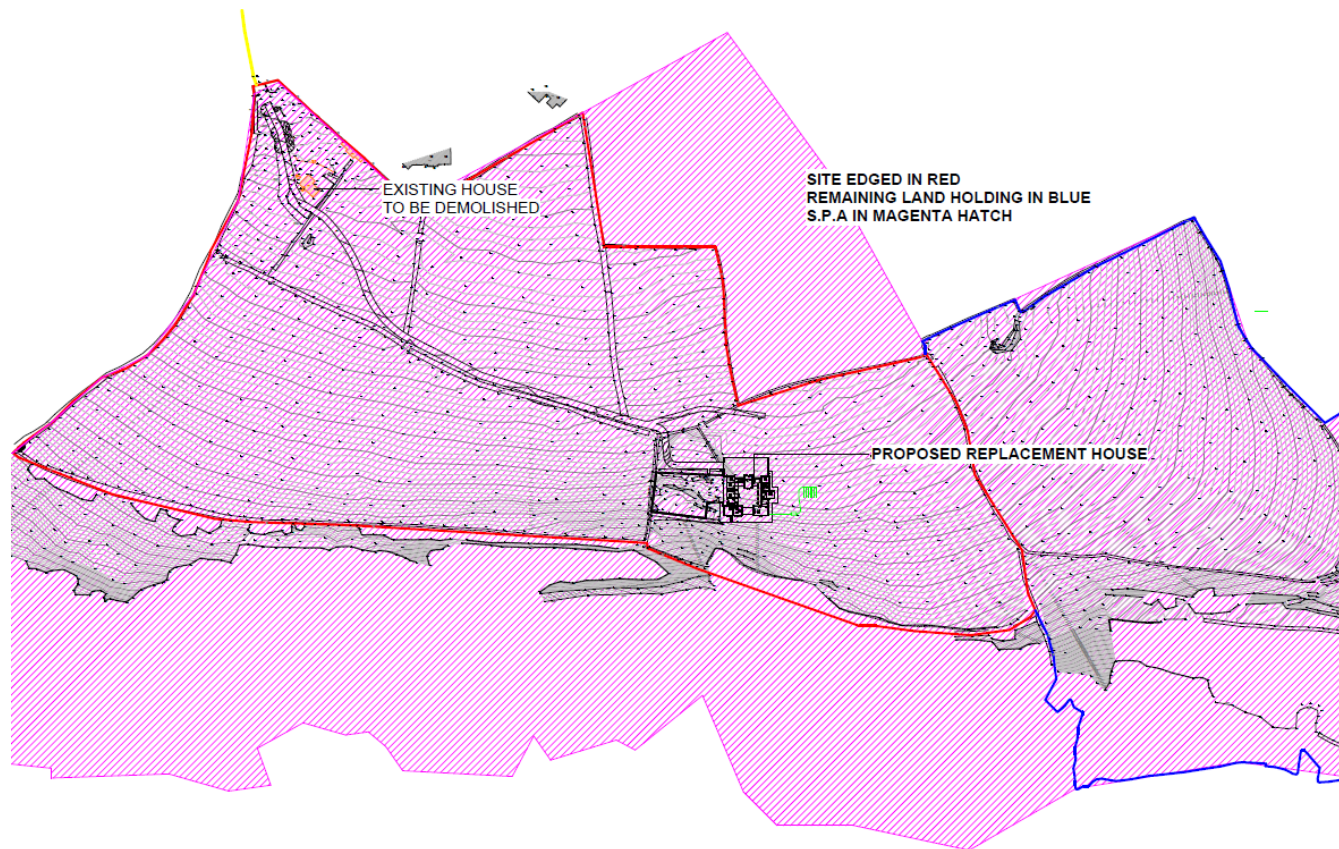 EXISTING HOUSE
TO BE DEMOLISHED
SITE EDGED IN RED
REMAINING LAND HOLDING IN BLUE
S.P.A IN MAGENTA HATCH
PROPOSED REPLACEMENT HOUSE